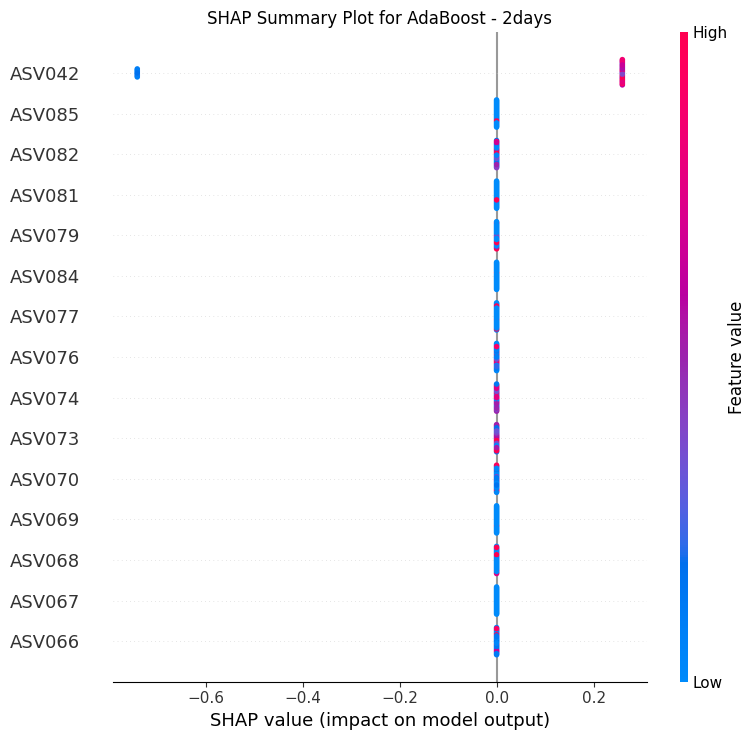 SHAP Summary Plot for AdaBoost - 2days
High
ASV042
ASV085
ASV082
ASV081
ASV079
ASV084
ASV077
ASV076
ASV074
ASV073
ASV070
ASV069
ASV068
ASV067
ASV066
Feature value
Low
−0.6 −0.4 −0.2 0.0 0.2
SHAP value (impact on model output)